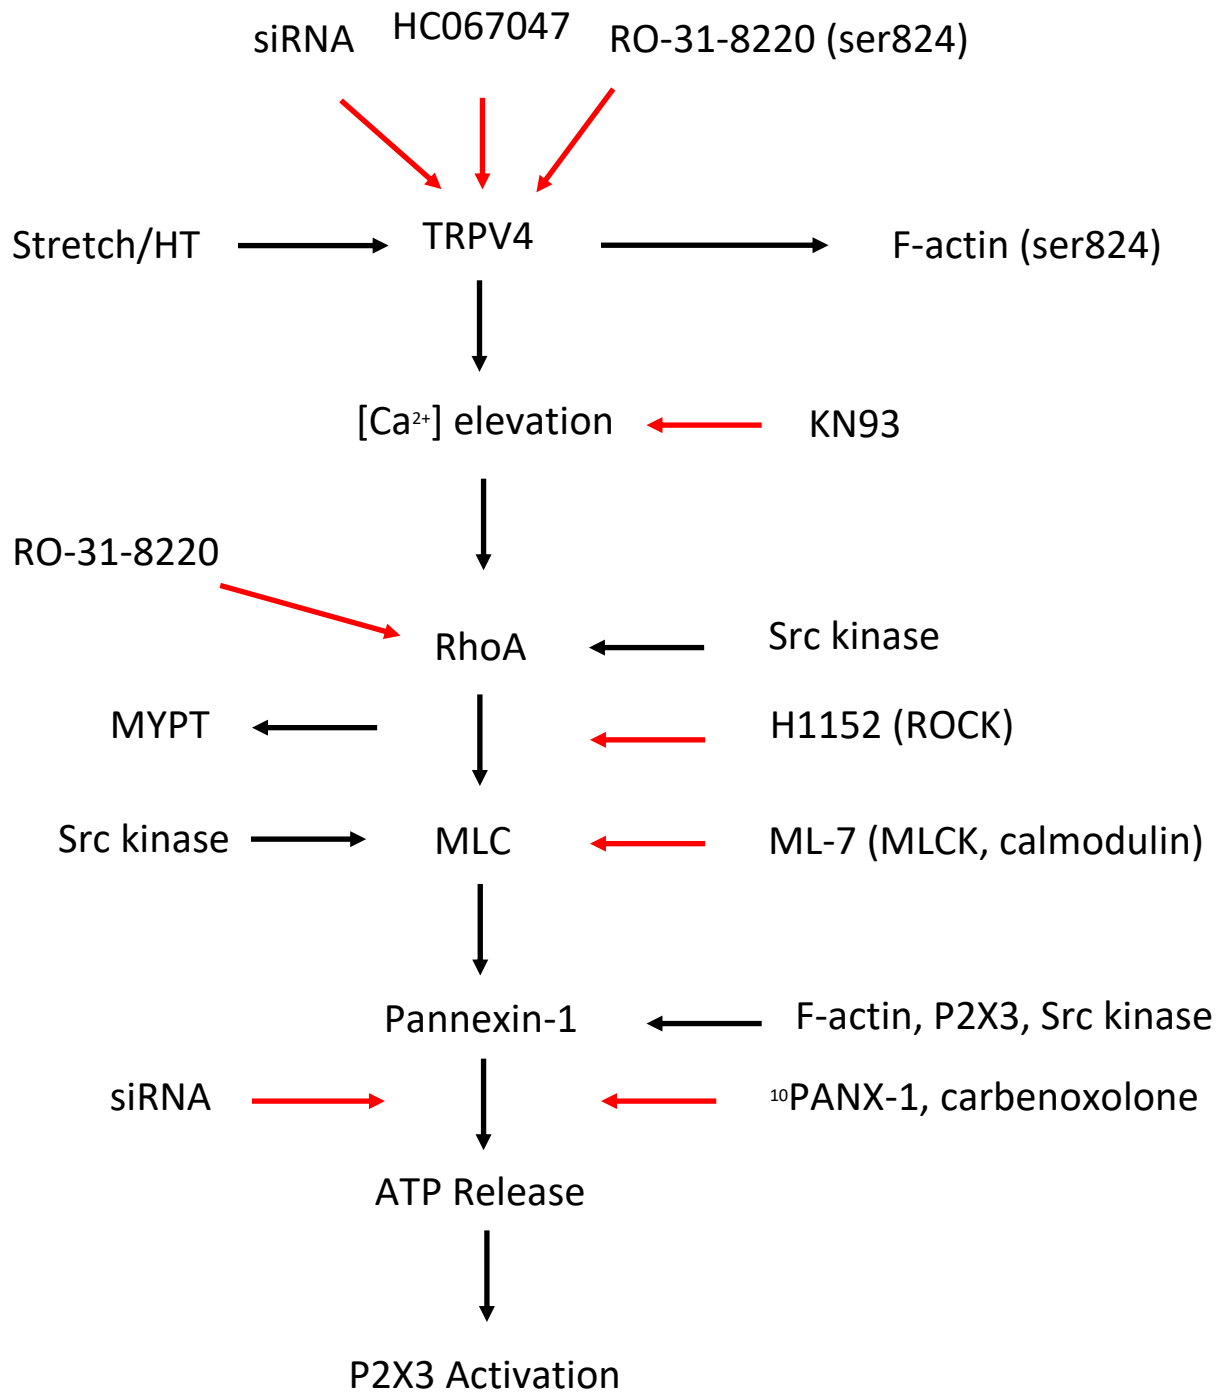 siRNA HC067047 RO-31-8220 (ser824)
Stretch/HT TRPV4 F-actin (ser824)
[Ca²⁺] elevation KN93
RO-31-8220
RhoA Src kinase
MYPT H1152 (ROCK)
Src kinase MLC ML-7 (MLCK, calmodulin)
Pannexin-1 F-actin, P2X3, Src kinase
siRNA ¹⁰PANX-1, carbenoxolone
ATP Release
P2X3 Activation